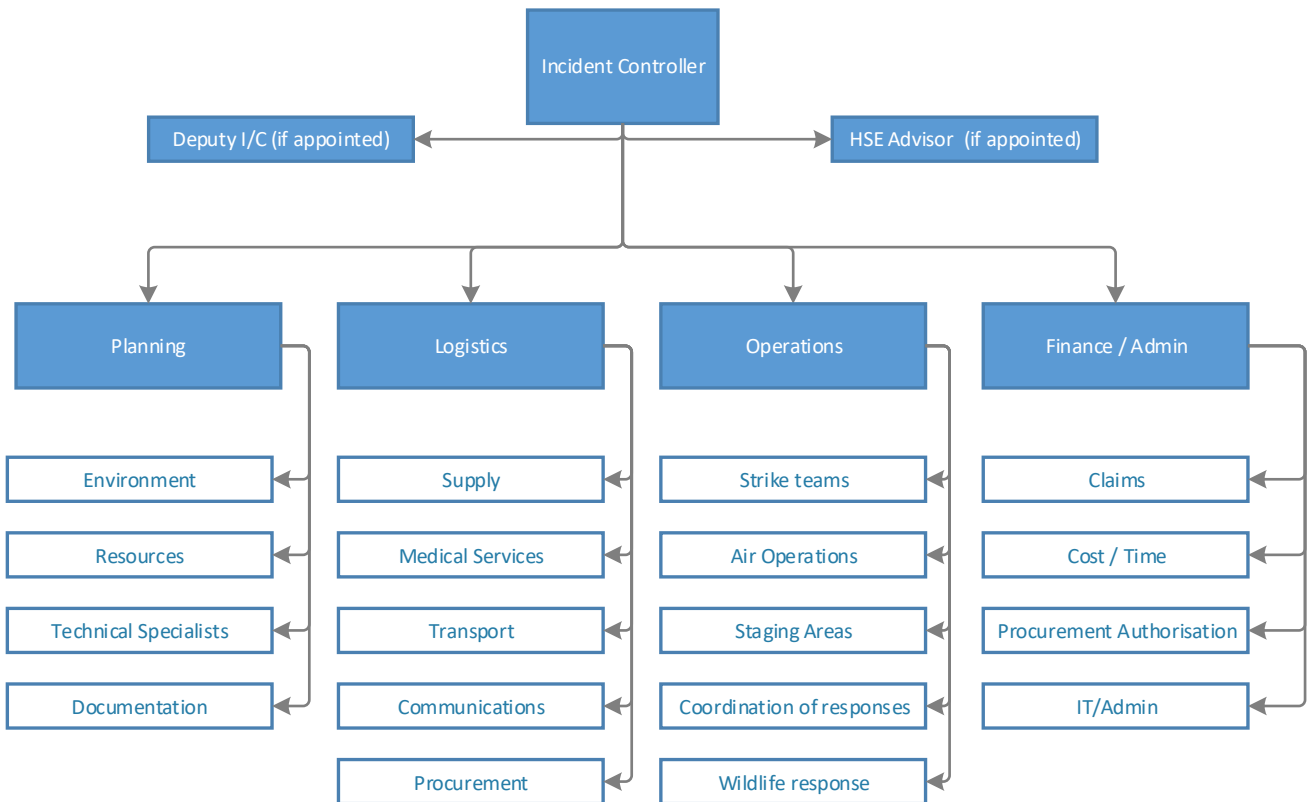 Incident Controller
Deputy I/C (if appointed)
HSE Advisor (if appointed)
Planning
Logistics
Operations
Finance / Admin
Environment
Supply
Strike teams
Claims
Resources
Medical Services
Air Operations
Cost / Time
Technical Specialists
Transport
Staging Areas
Procurement Authorisation
Documentation
Communications
Coordination of responses
IT/Admin
Procurement
Wildlife response